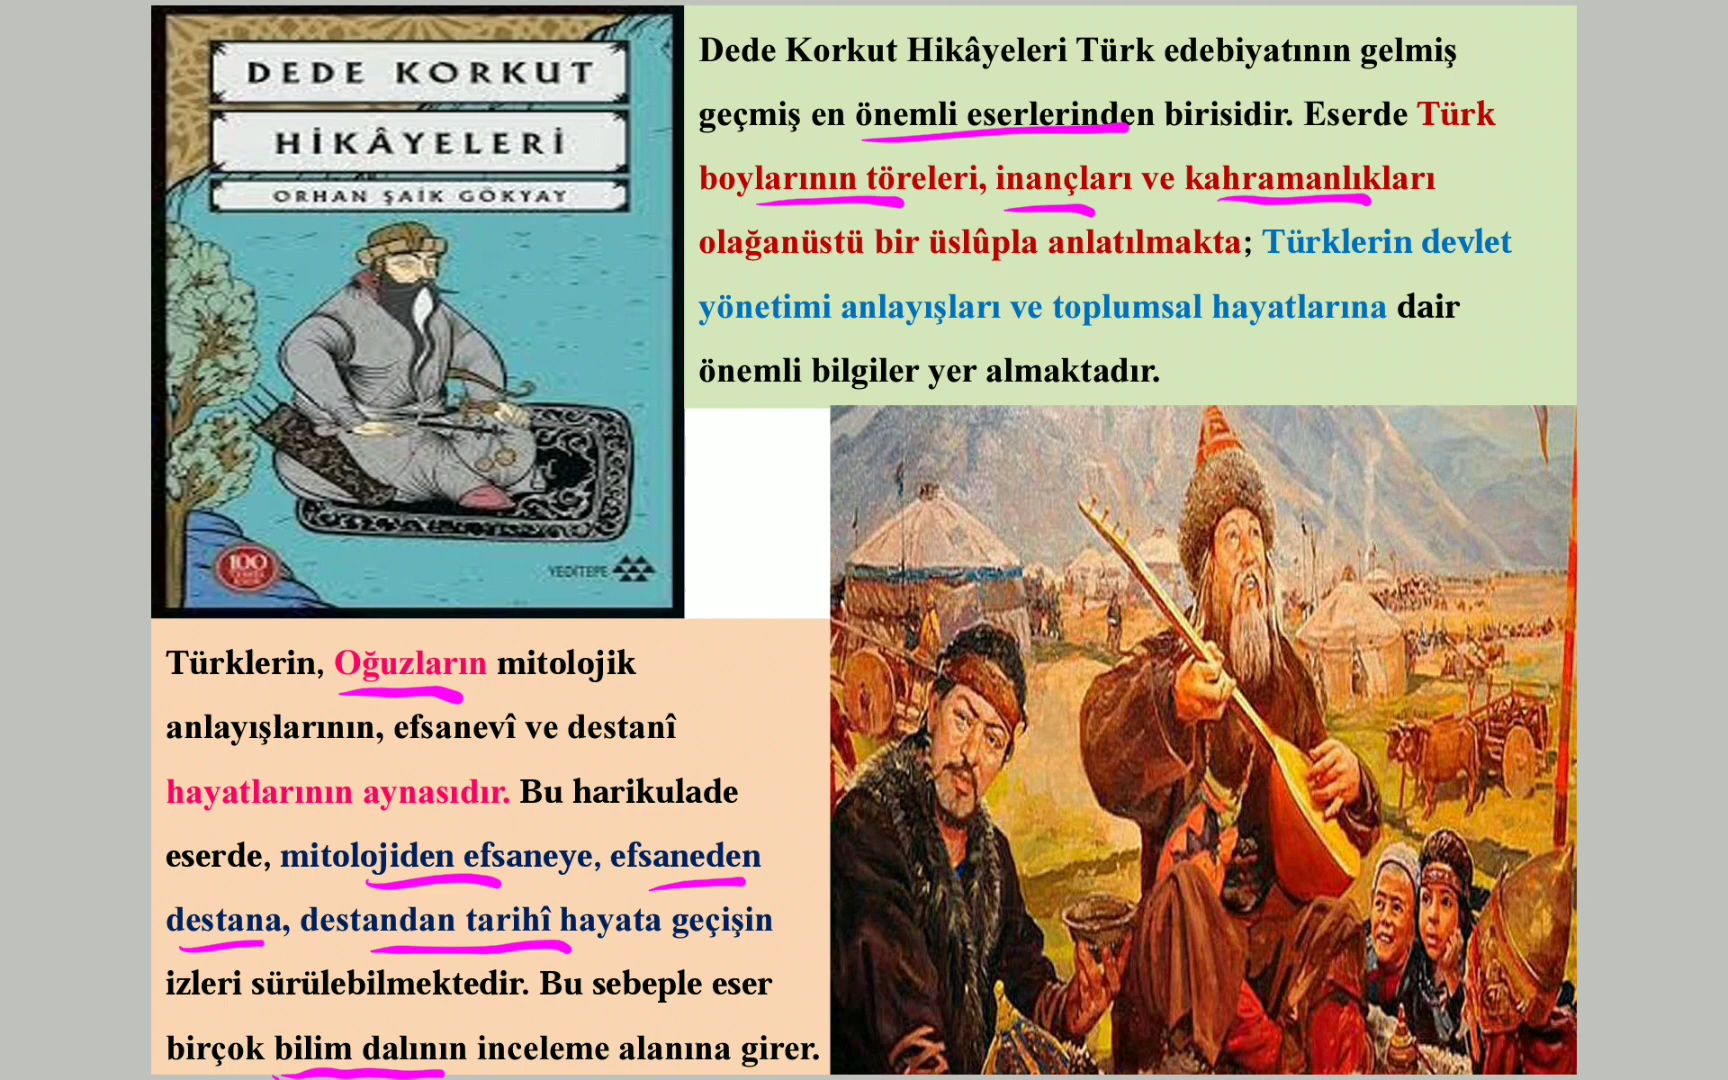 DEDE KORKUT
HİKÂYELERİ
ORHAN ŞAİK GÖKYAY
100
YEDİTEPE
Dede Korkut Hikâyeleri Türk edebiyatının gelmiş
geçmiş en önemli eserlerinden birisidir. Eserde Türk
boylarının töreleri, inançları ve kahramanlıkları
olağanüstü bir üslûpla anlatılmakta; Türklerin devlet
yönetimi anlayışları ve toplumsal hayatlarına dair
önemli bilgiler yer almaktadır.
Türklerin, Oğuzların mitolojik
anlayışlarının, efsanevî ve destanî
hayatlarının aynasıdır. Bu harikulade
eserde, mitolojiden efsaneye, efsaneden
destana, destandan tarihî hayata geçişin
izleri sürülebilmektedir. Bu sebeple eser
birçok bilim dalının inceleme alanına girer.